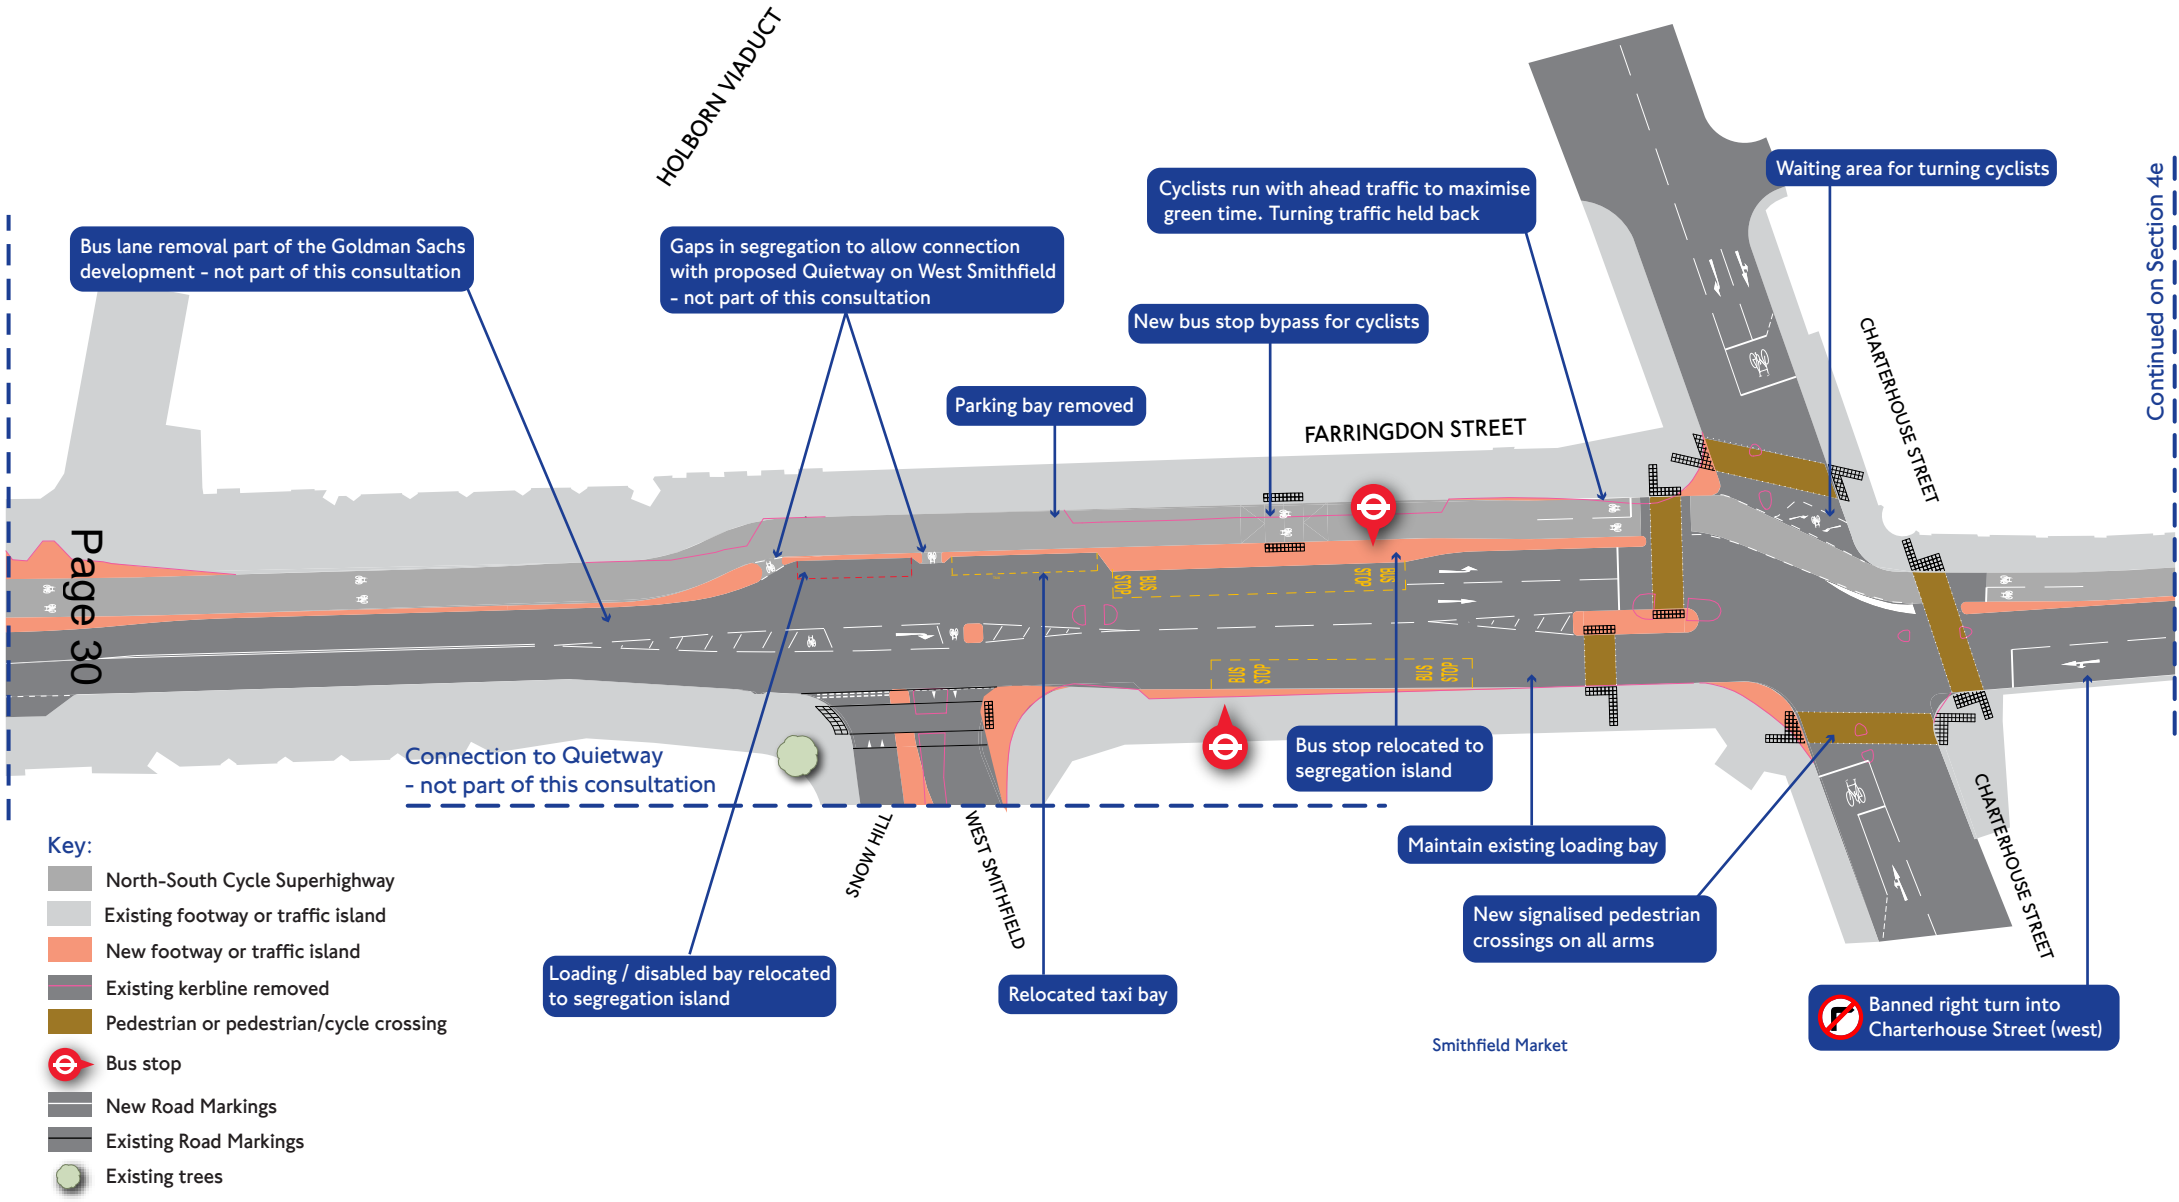 HOLBORN VIADUCT
Waiting area for turning cyclists
Cyclists run with ahead traffic to maximise
green time. Turning traffic held back
Continued on Section 4e
Bus lane removal part of the Goldman Sachs
development - not part of this consultation
Gaps in segregation to allow connection
with proposed Quietway on West Smithfield
- not part of this consultation
New bus stop bypass for cyclists
CHARTERHOUSE STREET
Parking bay removed
FARRINGDON STREET
Page 30
BUS
STOP
BUS
STOP
BUS
STOP
BUS
STOP
Connection to Quietway
- not part of this consultation
Bus stop relocated to
segregation island
CHARTERHOUSE STREET
SNOW HILL
WEST SMITHFIELD
Maintain existing loading bay
New signalised pedestrian
crossings on all arms
Loading / disabled bay relocated
to segregation island
Relocated taxi bay
Banned right turn into
Charterhouse Street (west)
Smithfield Market
Key:
North-South Cycle Superhighway
Existing footway or traffic island
New footway or traffic island
Existing kerbline removed
Pedestrian or pedestrian/cycle crossing
Bus stop
New Road Markings
Existing Road Markings
Existing trees